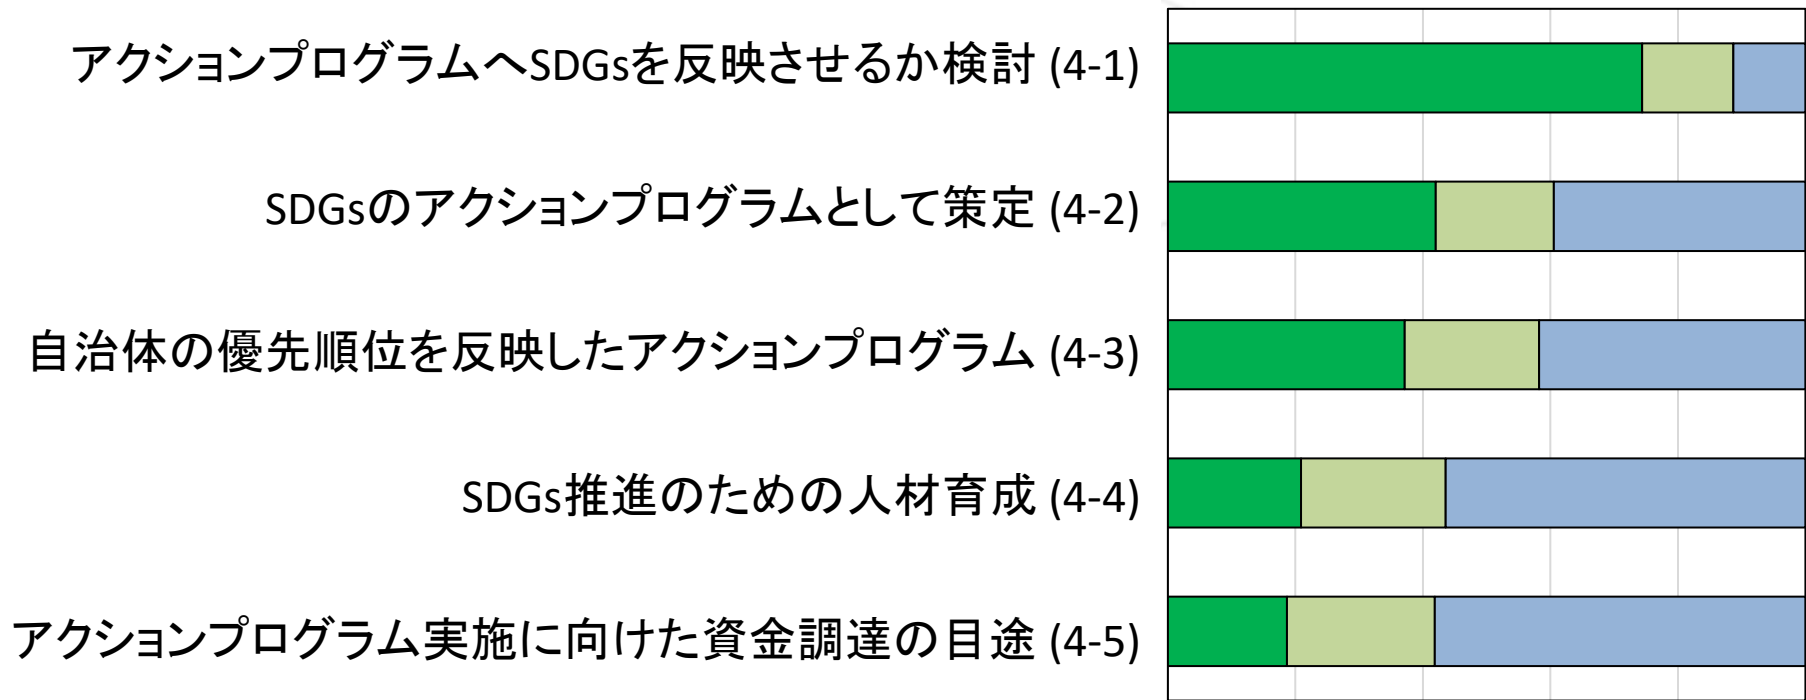 アクションプログラムへSDGsを反映させるか検討 (4-1)
SDGsのアクションプログラムとして策定 (4-2)
自治体の優先順位を反映したアクションプログラム (4-3)
SDGs推進のための人材育成 (4-4)
アクションプログラム実施に向けた資金調達の目途 (4-5)